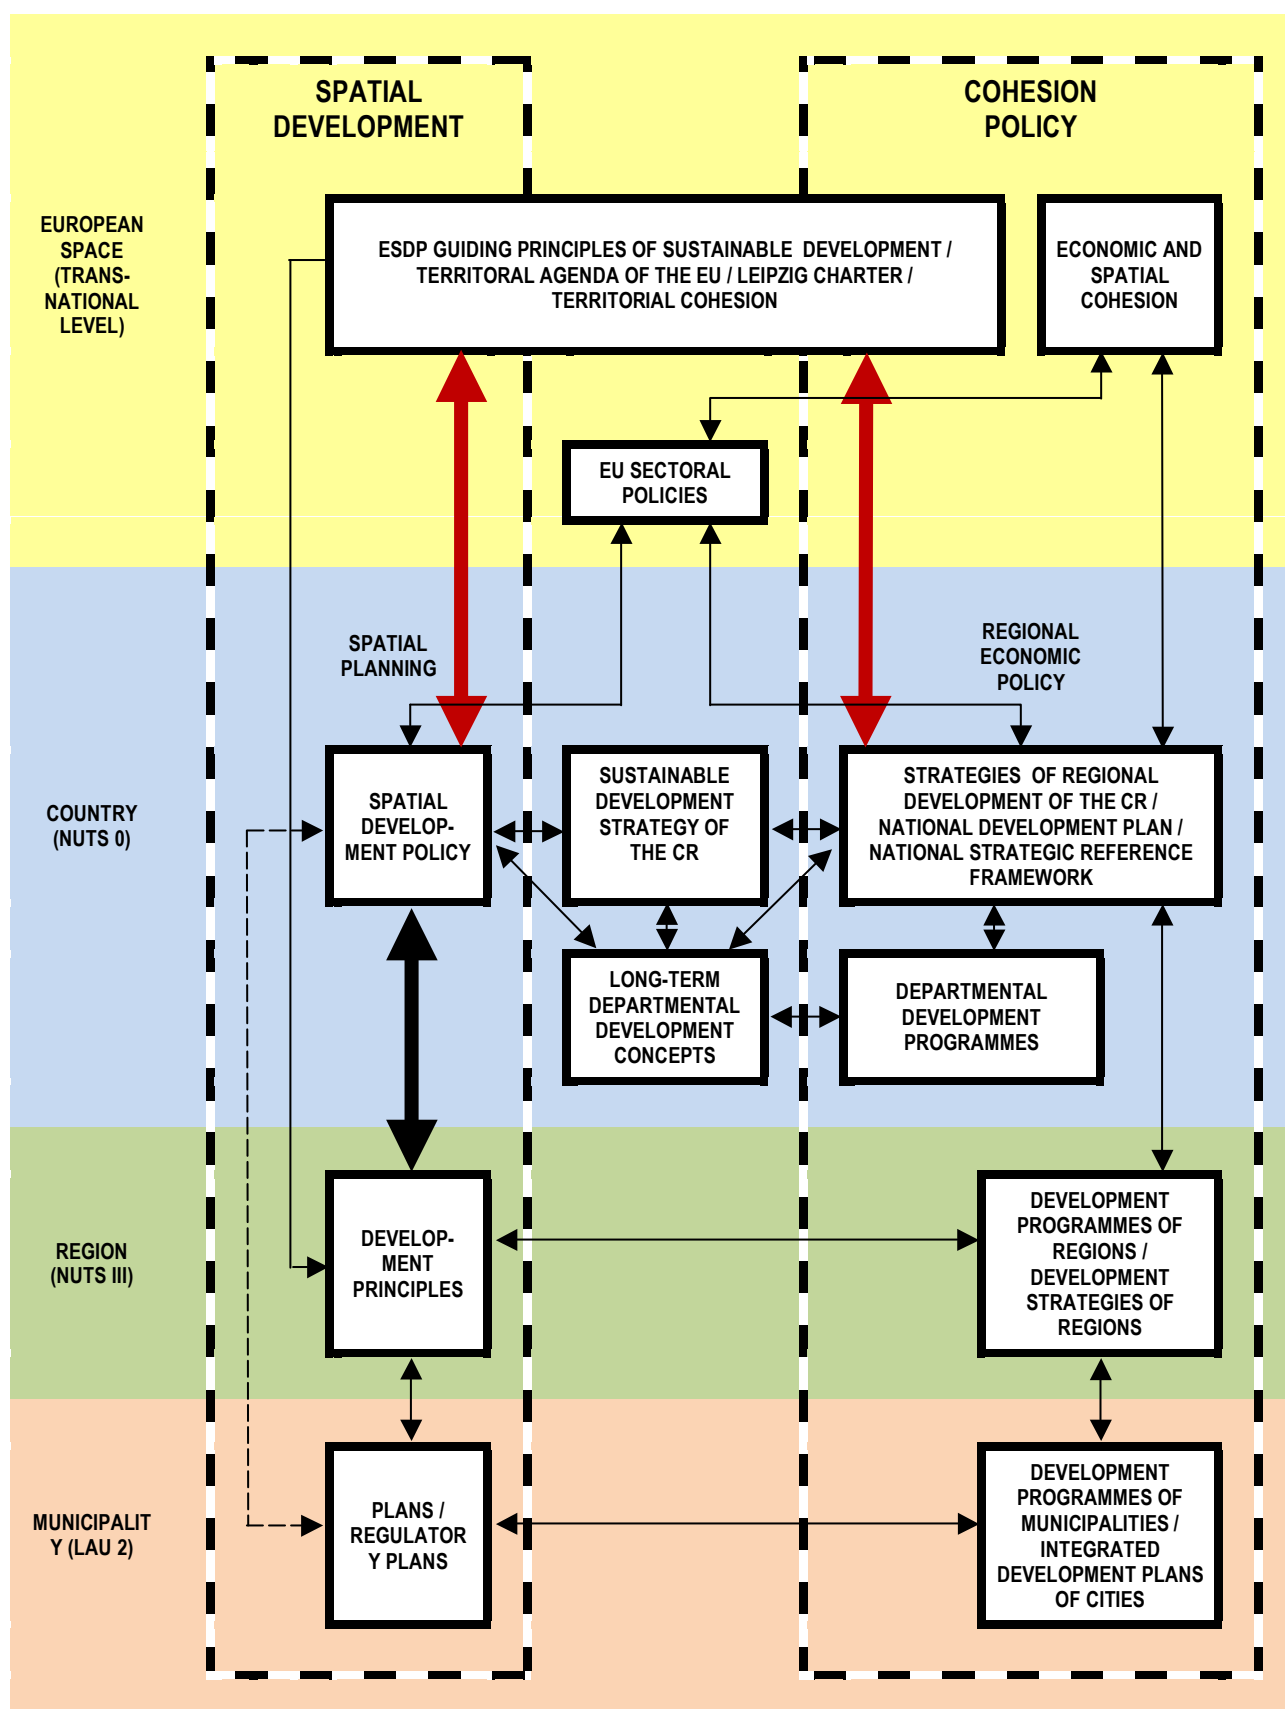 SPATIAL
DEVELOPMENT
COHESION
POLICY
EUROPEAN
SPACE
(TRANS-
NATIONAL
LEVEL)
ESDP GUIDING PRINCIPLES OF SUSTAINABLE DEVELOPMENT /
TERRITORAL AGENDA OF THE EU / LEIPZIG CHARTER /
TERRITORIAL COHESION
ECONOMIC AND
SPATIAL
COHESION
EU SECTORAL
POLICIES
SPATIAL
PLANNING
REGIONAL
ECONOMIC
POLICY
COUNTRY
(NUTS 0)
SPATIAL
DEVELOP-
MENT POLICY
SUSTAINABLE
DEVELOPMENT
STRATEGY OF
THE CR
STRATEGIES OF REGIONAL
DEVELOPMENT OF THE CR /
NATIONAL DEVELOPMENT PLAN /
NATIONAL STRATEGIC REFERENCE
FRAMEWORK
LONG-TERM
DEPARTMENTAL
DEVELOPMENT
CONCEPTS
DEPARTMENTAL
DEVELOPMENT
PROGRAMMES
REGION
(NUTS III)
DEVELOP-
MENT
PRINCIPLES
DEVELOPMENT
PROGRAMMES OF
REGIONS /
DEVELOPMENT
STRATEGIES OF
REGIONS
MUNICIPALIT
Y (LAU 2)
PLANS /
REGULATOR
Y PLANS
DEVELOPMENT
PROGRAMMES OF
MUNICIPALITIES /
INTEGRATED
DEVELOPMENT PLANS
OF CITIES